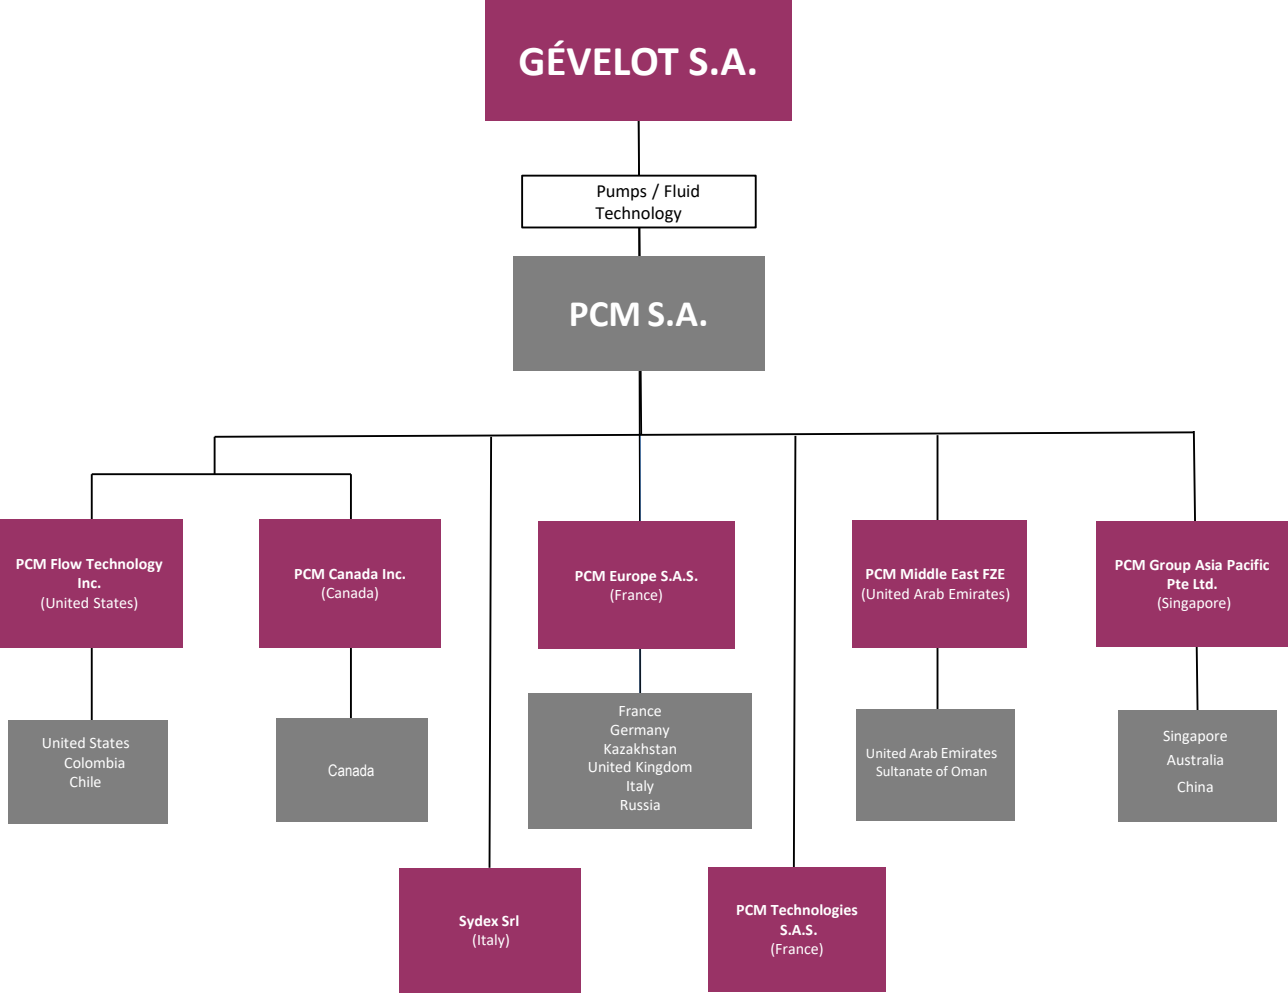 GÉVELOT S.A.
Pumps / Fluid
Technology
PCM S.A.
PCM Flow Technology
Inc.
(United States)
PCM Canada Inc.
(Canada)
PCM Europe S.A.S.
(France)
PCM Middle East FZE
(United Arab Emirates)
PCM Group Asia Pacific
Pte Ltd.
(Singapore)
United States
Colombia
Chile
Canada
France
Germany
Kazakhstan
United Kingdom
Italy
Russia
United Arab Emirates
Sultanate of Oman
Singapore
Australia
China
Sydex Srl
(Italy)
PCM Technologies
S.A.S.
(France)